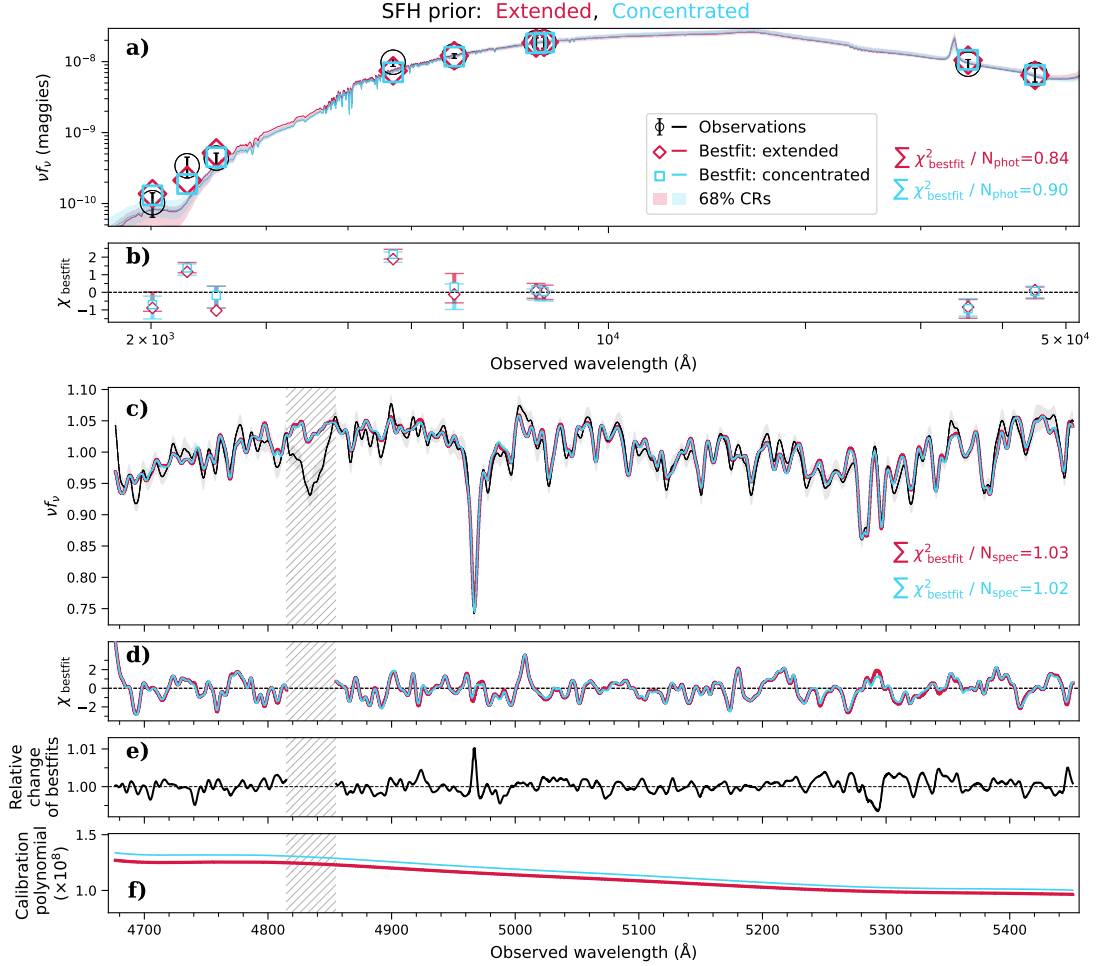 SFH prior: Extended, Concentrated
a)
νf_ν (maggies)
10⁻⁸
10⁻⁹
10⁻¹⁰
Observations
Bestfit: extended
Bestfit: concentrated
68% CRs
∑ χ²_bestfit / N_phot=0.84
∑ χ²_bestfit / N_phot=0.90
b)
χ bestfit
2
1
0
−1
2 × 10³
10⁴
5 × 10⁴
Observed wavelength (Å)
c)
νf_ν
1.10
1.05
1.00
0.95
0.90
0.85
0.80
0.75
∑ χ²_bestfit / N_spec=1.03
∑ χ²_bestfit / N_spec=1.02
d)
χ bestfit
2
0
−2
e)
Relative
change
of bestfits
1.01
1.00
f)
Calibration
polynomial
(×10⁸)
1.5
1.0
4700
4800
4900
5000
5100
5200
5300
5400
Observed wavelength (Å)